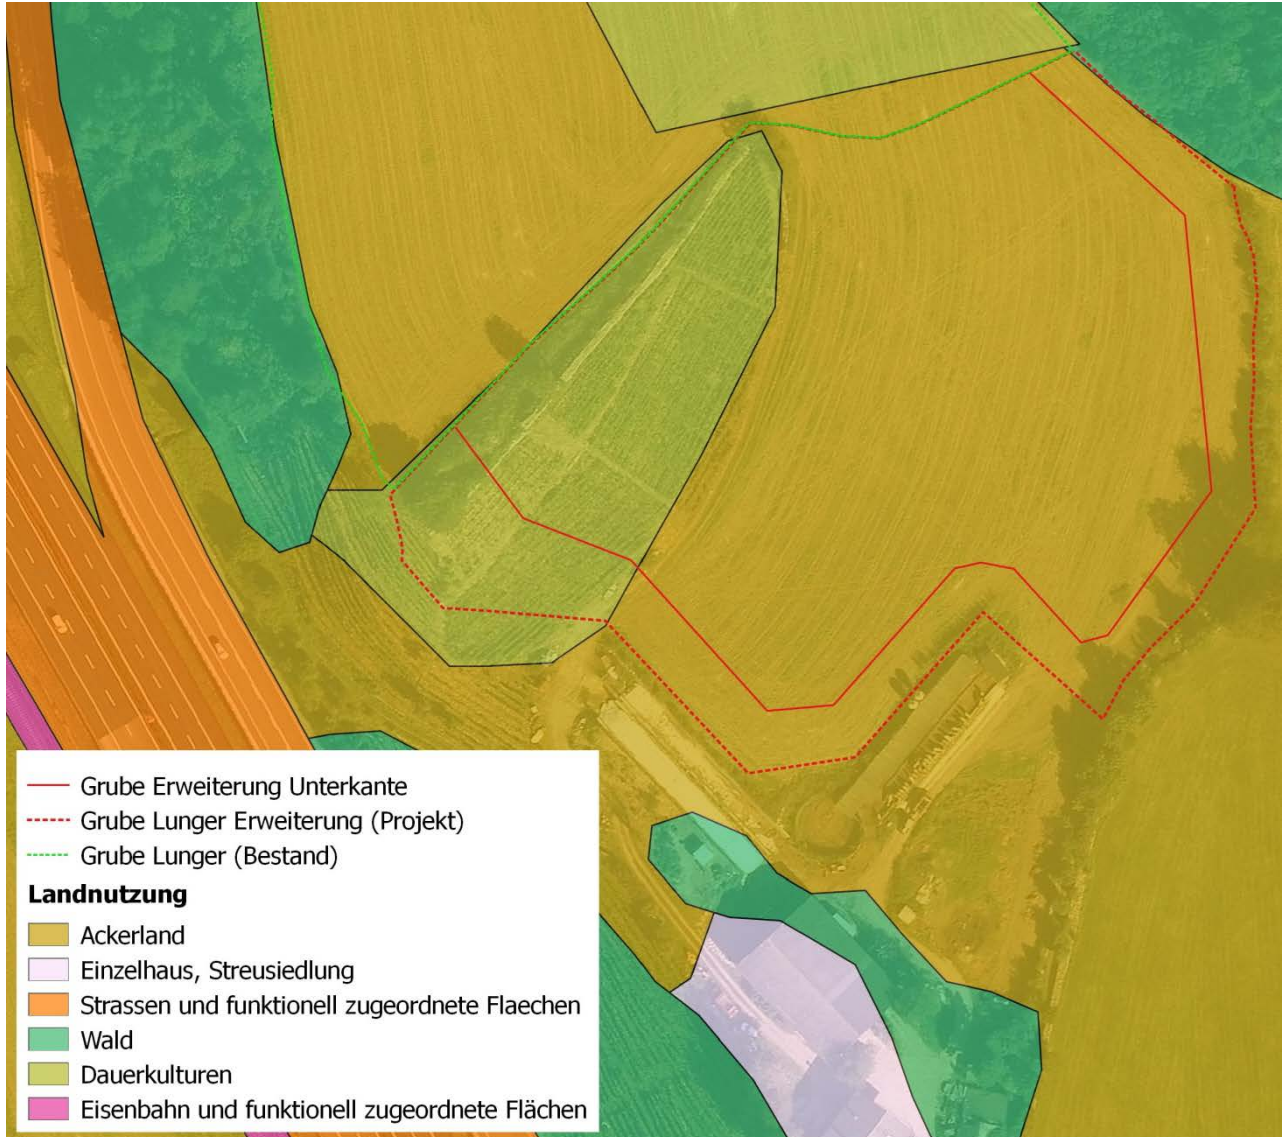 Grube Erweiterung Unterkante
Grube Lunger Erweiterung (Projekt)
Grube Lunger (Bestand)
Landnutzung
Ackerland
Einzelhaus, Streusiedlung
Strassen und funktionell zugeordnete Flaechen
Wald
Dauerkulturen
Eisenbahn und funktionell zugeordnete Flächen